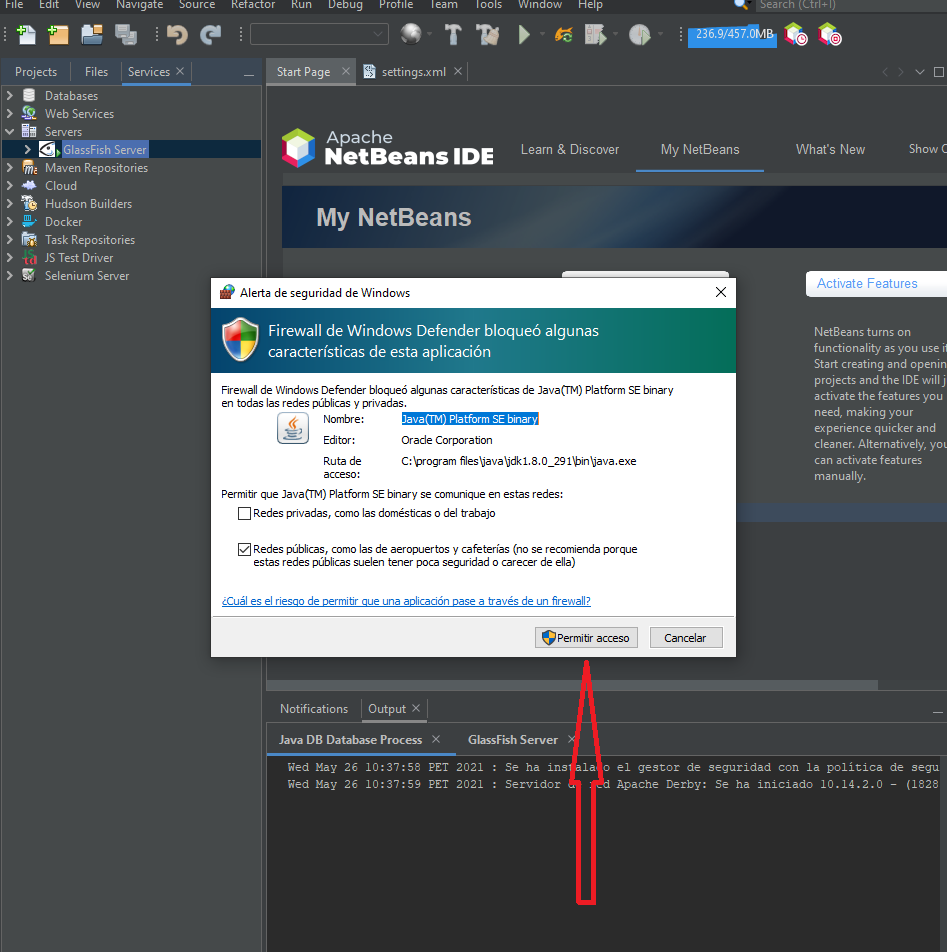 File Edit View Navigate Source Refactor Run Debug Profile Team Tools Window Help Search (Ctrl+I)
236.9/457.0MB
Projects Files Services
Start Page settings.xml
Databases
Web Services
Servers
GlassFish Server
Maven Repositories
Cloud
Hudson Builders
Docker
Task Repositories
JS Test Driver
Selenium Server
Apache
NetBeans IDE
Learn & Discover My NetBeans What's New Show
My NetBeans
Activate Features
NetBeans turns on
functionality as you use it
Start creating and openin
projects and the IDE will j
activate the features you
need, making your
experience quicker and
cleaner. Alternatively, you
can activate features
manually.
Alerta de seguridad de Windows
Firewall de Windows Defender bloqueó algunas
características de esta aplicación
Firewall de Windows Defender bloqueó algunas características de Java(TM) Platform SE binary
en todas las redes públicas y privadas.
Nombre: Java(TM) Platform SE binary
Editor: Oracle Corporation
Ruta de C:\program files\java\jdk1.8.0_291\bin\java.exe
acceso:
Permitir que Java(TM) Platform SE binary se comunique en estas redes:
Redes privadas, como las domésticas o del trabajo
Redes públicas, como las de aeropuertos y cafeterías (no se recomienda porque
estas redes públicas suelen tener poca seguridad o carecer de ella)
¿Cuál es el riesgo de permitir que una aplicación pase a través de un firewall?
Permitir acceso Cancelar
Notifications Output
Java DB Database Process GlassFish Server
Wed May 26 10:37:58 PET 2021 : Se ha instalado el gestor de seguridad con la política de segu
Wed May 26 10:37:59 PET 2021 : Servidor de red Apache Derby: Se ha iniciado 10.14.2.0 - (1828